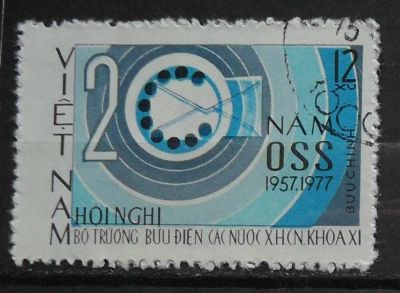 VIỆT NAM
20
NĂM
OSS
1957.1977
12
BƯU CHÍNH
HỘI NGHỊ
BỘ TRƯỞNG BƯU ĐIỆN CÁC NƯỚC X.H.C.N. KHÓA XI